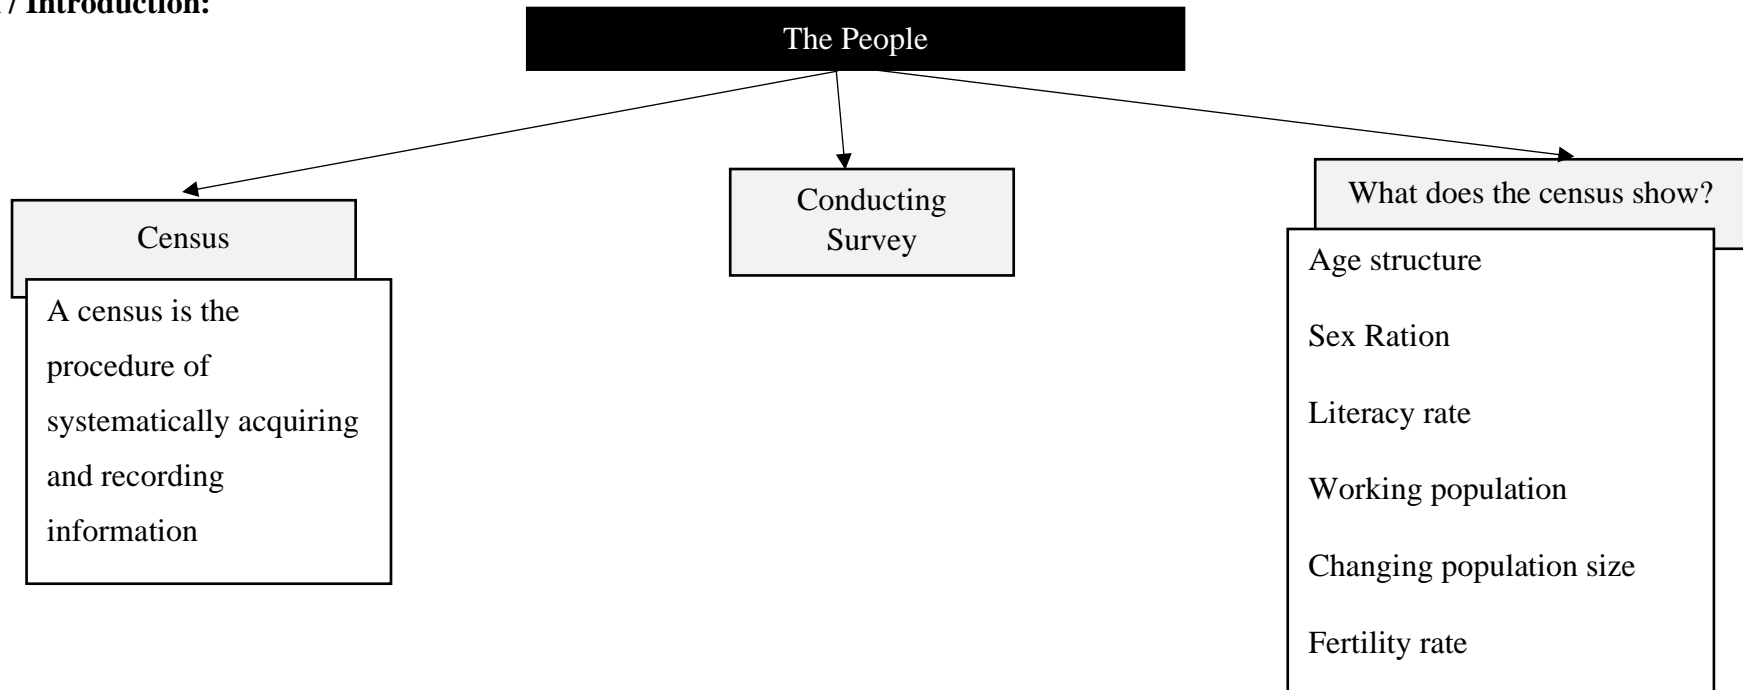 / Introduction:
The People
Census
A census is the
procedure of
systematically acquiring
and recording
information
Conducting
Survey
What does the census show?
Age structure
Sex Ration
Literacy rate
Working population
Changing population size
Fertility rate